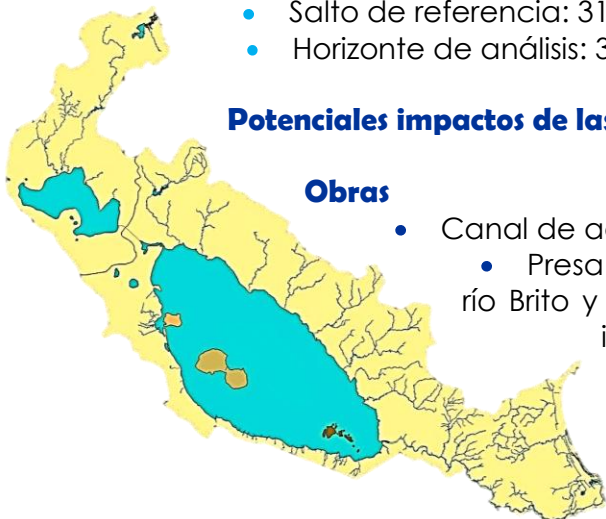 Salto de referencia: 31
Horizonte de análisis: 3
Potenciales impactos de las
Obras
Canal de a
Presa
río Brito y